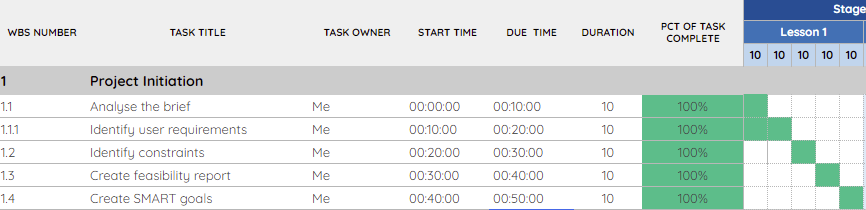 Stage
WBS NUMBER TASK TITLE TASK OWNER START TIME DUE TIME DURATION PCT OF TASK COMPLETE Lesson 1
10 10 10 10 10
1 Project Initiation
1.1 Analyse the brief Me 00:00:00 00:10:00 10 100%
1.1.1 Identify user requirements Me 00:10:00 00:20:00 10 100%
1.2 Identify constraints Me 00:20:00 00:30:00 10 100%
1.3 Create feasibility report Me 00:30:00 00:40:00 10 100%
1.4 Create SMART goals Me 00:40:00 00:50:00 10 100%